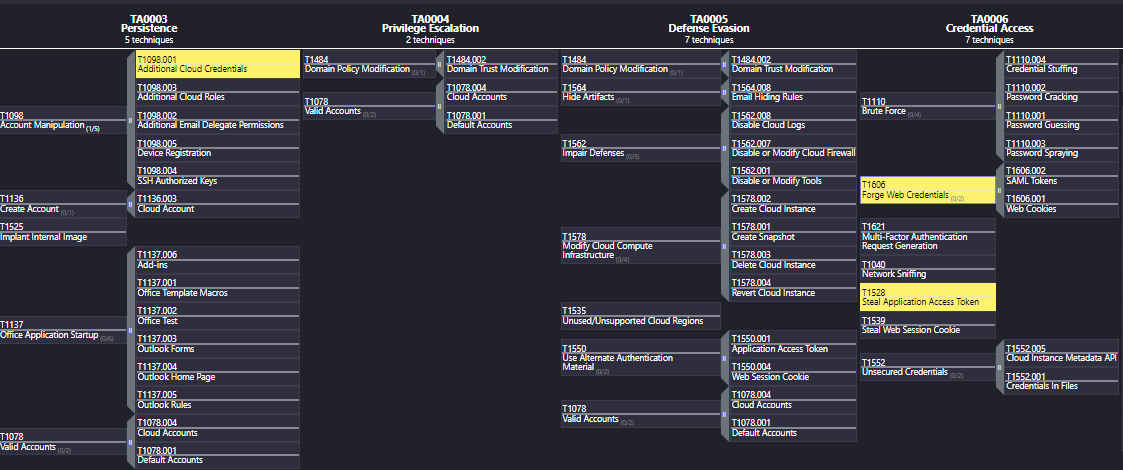 TA0003
Persistence
5 techniques
T1098
Account Manipulation (1/5)
T1098.001
Additional Cloud Credentials
T1098.003
Additional Cloud Roles
T1098.002
Additional Email Delegate Permissions
T1098.005
Device Registration
T1098.004
SSH Authorized Keys
T1136
Create Account (0/1)
T1136.003
Cloud Account
T1525
Implant Internal Image
T1137
Office Application Startup (0/6)
T1137.006
Add-ins
T1137.001
Office Template Macros
T1137.002
Office Test
T1137.003
Outlook Forms
T1137.004
Outlook Home Page
T1137.005
Outlook Rules
T1078
Valid Accounts (0/2)
T1078.004
Cloud Accounts
T1078.001
Default Accounts
TA0004
Privilege Escalation
2 techniques
T1484
Domain Policy Modification (0/1)
T1484.002
Domain Trust Modification
T1078
Valid Accounts (0/2)
T1078.004
Cloud Accounts
T1078.001
Default Accounts
TA0005
Defense Evasion
7 techniques
T1484
Domain Policy Modification (0/1)
T1484.002
Domain Trust Modification
T1564
Hide Artifacts (0/1)
T1564.008
Email Hiding Rules
T1562
Impair Defenses (0/3)
T1562.008
Disable Cloud Logs
T1562.007
Disable or Modify Cloud Firewall
T1562.001
Disable or Modify Tools
T1578
Modify Cloud Compute
Infrastructure (0/4)
T1578.002
Create Cloud Instance
T1578.001
Create Snapshot
T1578.003
Delete Cloud Instance
T1578.004
Revert Cloud Instance
T1535
Unused/Unsupported Cloud Regions
T1550
Use Alternate Authentication
Material (0/2)
T1550.001
Application Access Token
T1550.004
Web Session Cookie
T1078
Valid Accounts (0/2)
T1078.004
Cloud Accounts
T1078.001
Default Accounts
TA0006
Credential Access
7 techniques
T1110
Brute Force (0/4)
T1110.004
Credential Stuffing
T1110.002
Password Cracking
T1110.001
Password Guessing
T1110.003
Password Spraying
T1606
Forge Web Credentials (0/2)
T1606.002
SAML Tokens
T1606.001
Web Cookies
T1621
Multi-Factor Authentication
Request Generation
T1040
Network Sniffing
T1528
Steal Application Access Token
T1539
Steal Web Session Cookie
T1552
Unsecured Credentials (0/2)
T1552.005
Cloud Instance Metadata API
T1552.001
Credentials In Files